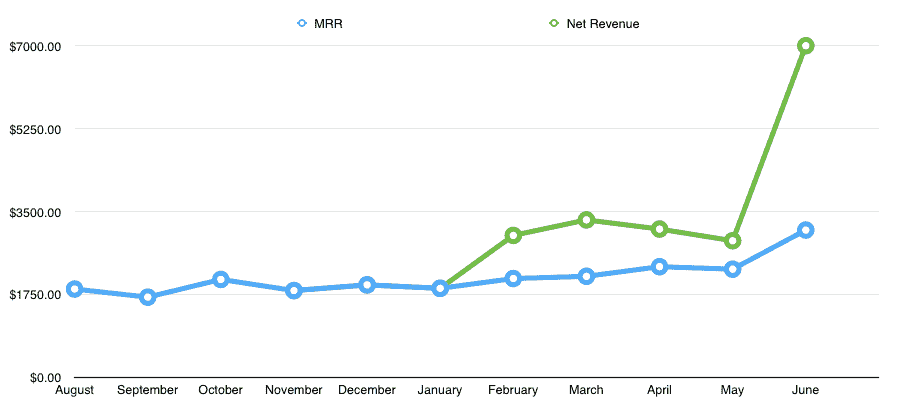 MRR Net Revenue
$7000.00
$5250.00
$3500.00
$1750.00
$0.00
August September October November December January February March April May June